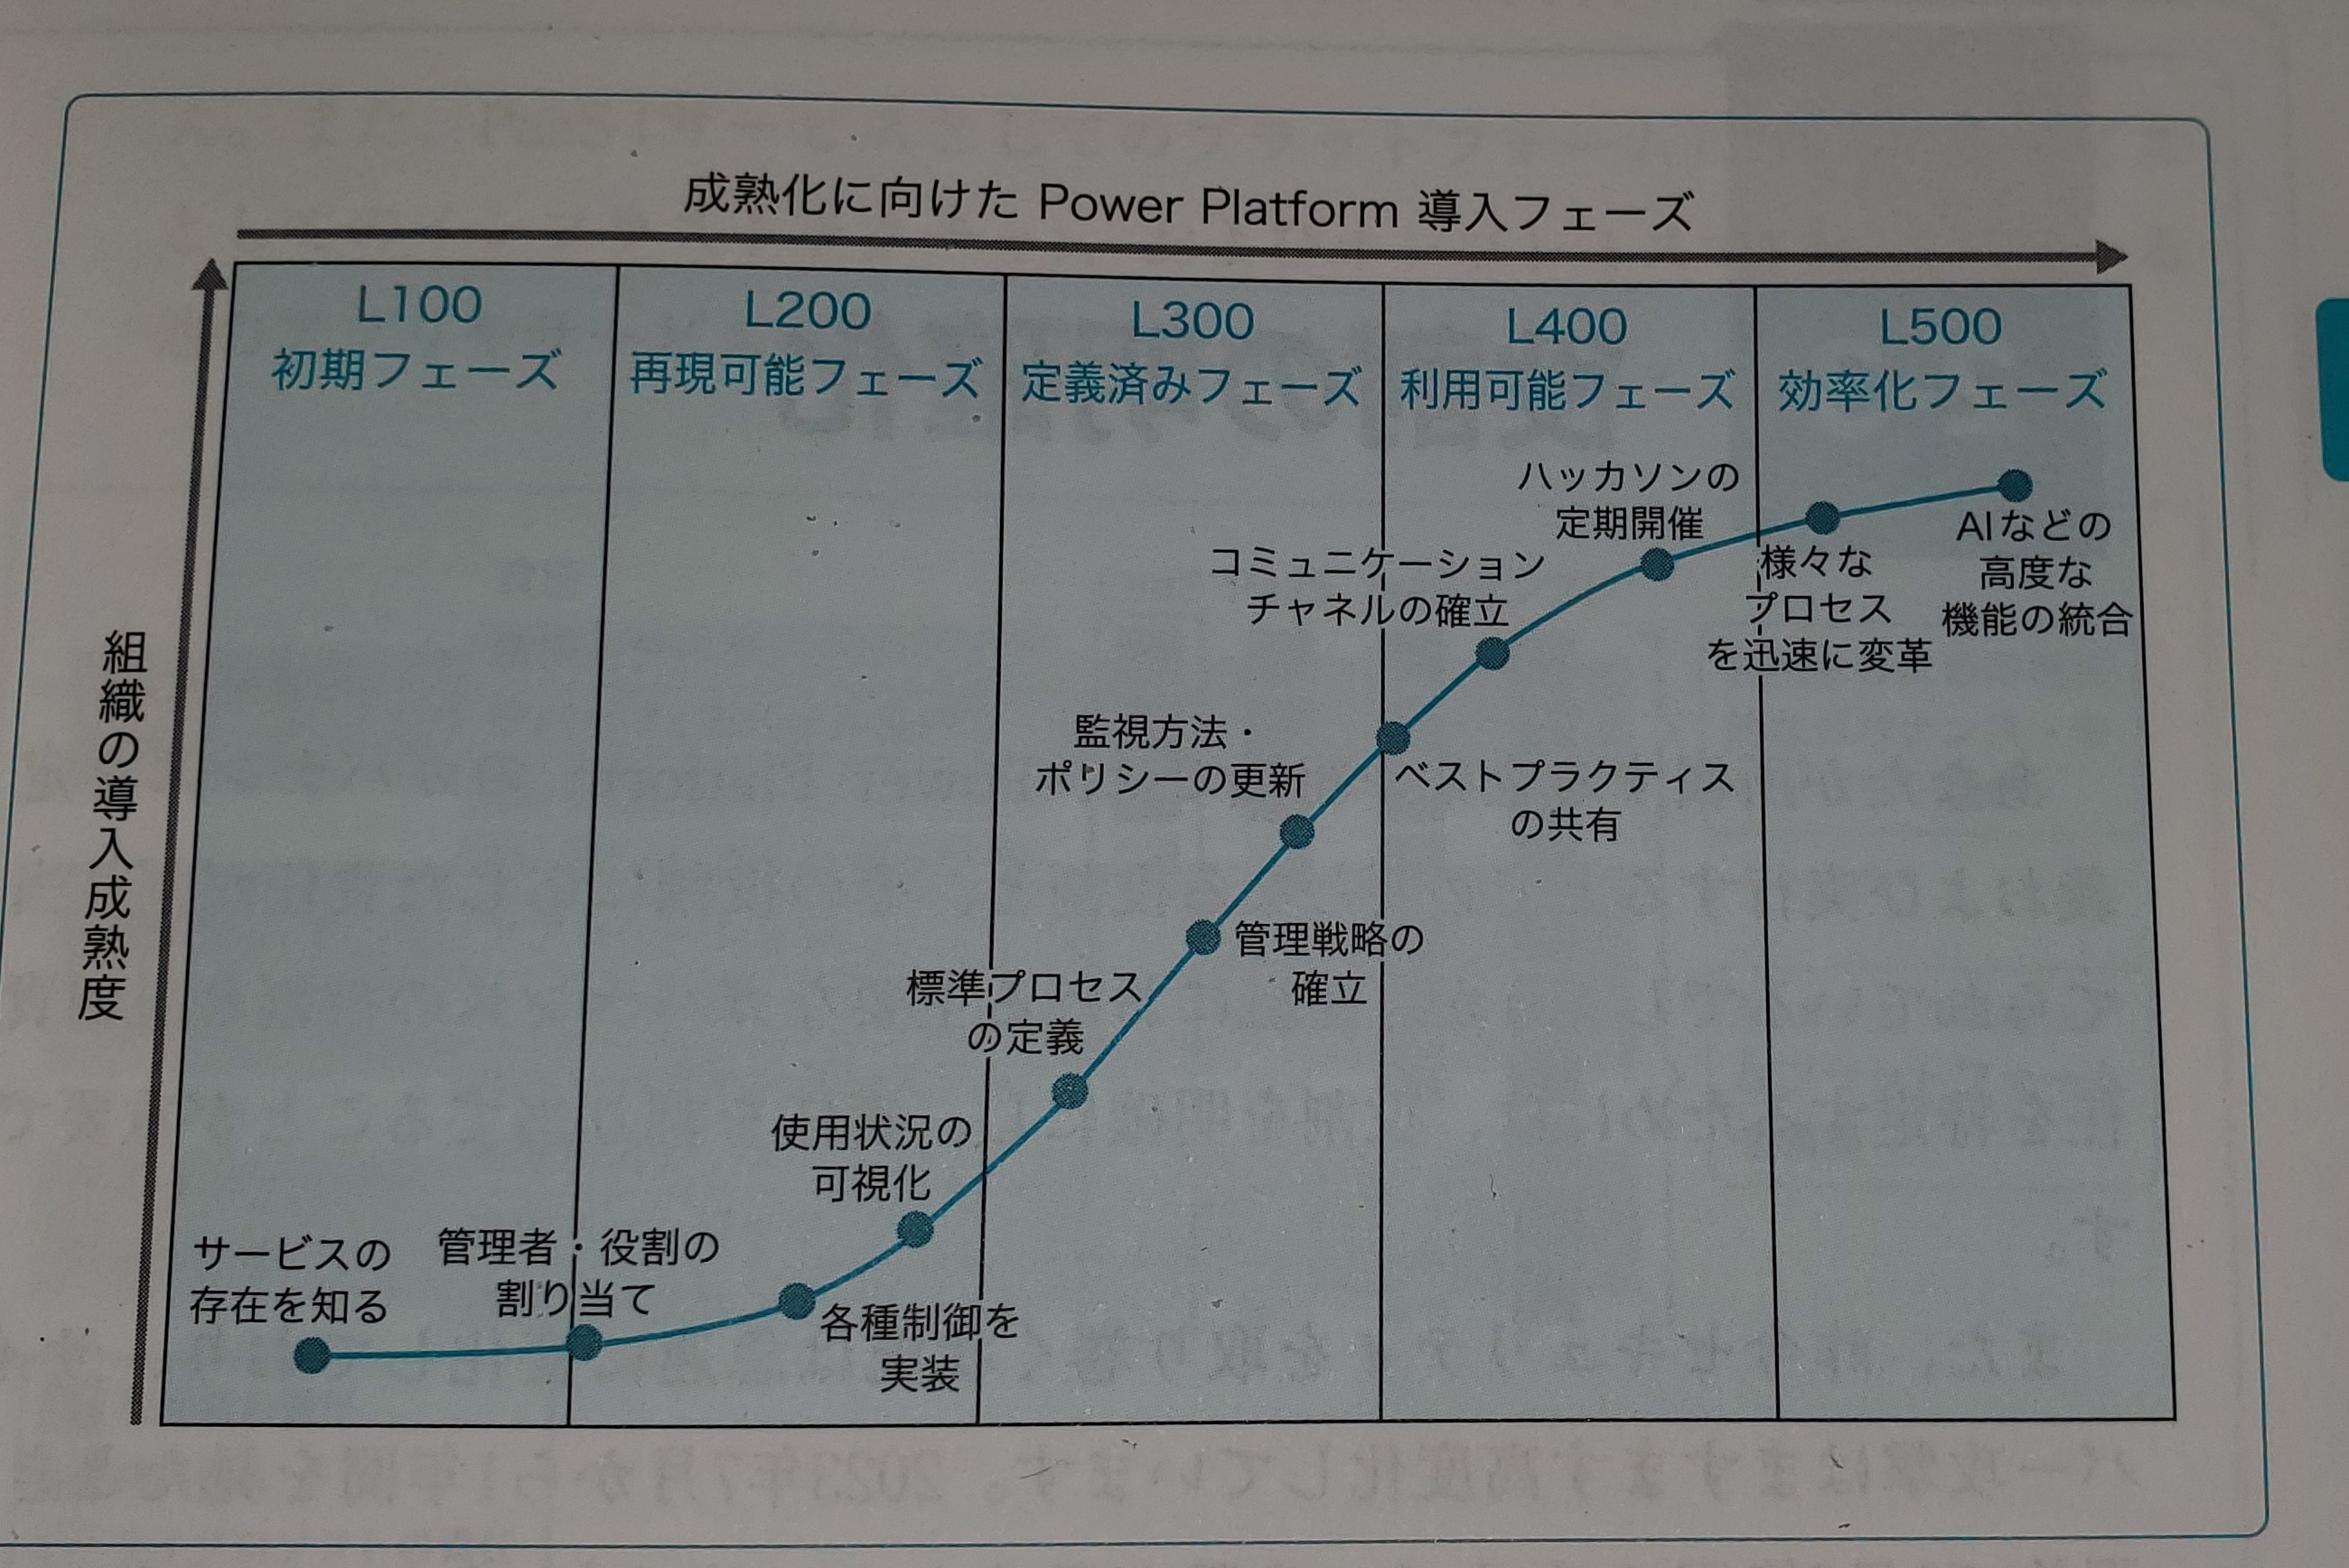 成熟化に向けた Power Platform 導入フェーズ
組織の導入成熟度
L100
初期フェーズ
L200
再現可能フェーズ
L300
定義済みフェーズ
L400
利用可能フェーズ
L500
効率化フェーズ
サービスの
存在を知る
管理者・役割の
割り当て
各種制御を
実装
使用状況の
可視化
標準プロセス
の定義
管理戦略の
確立
監視方法・
ポリシーの更新
ベストプラクティス
の共有
コミュニケーション
チャネルの確立
ハッカソンの
定期開催
様々な
プロセス
を迅速に変革
AIなどの
高度な
機能の統合